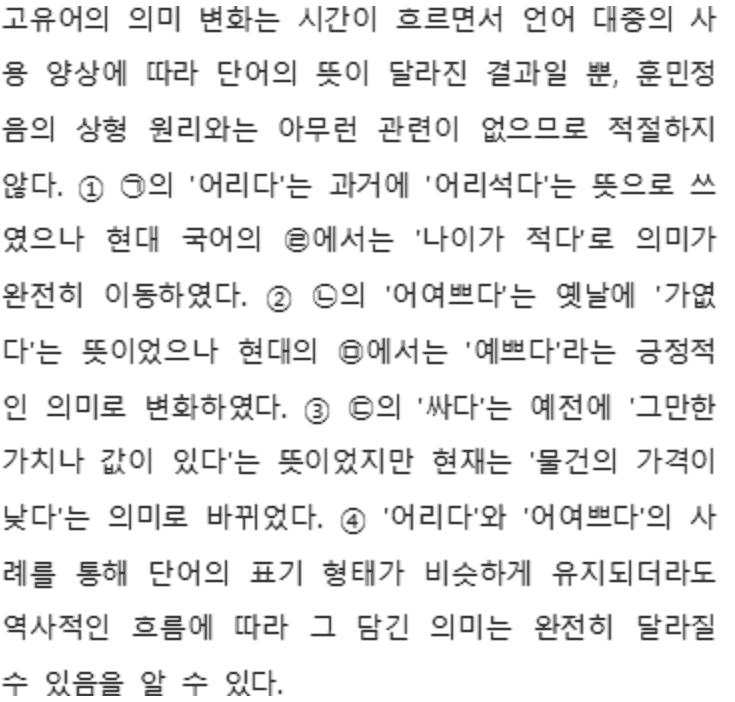 고유어의 의미 변화는 시간이 흐르면서 언어 대중의 사
용 양상에 따라 단어의 뜻이 달라진 결과일 뿐, 훈민정
음의 상형 원리와는 아무런 관련이 없으므로 적절하지
않다. ① ㉠의 '어리다'는 과거에 '어리석다'는 뜻으로 쓰
였으나 현대 국어의 ㉣에서는 '나이가 적다'로 의미가
완전히 이동하였다. ② ㉡의 '어여쁘다'는 옛날에 '가엾
다'는 뜻이었으나 현대의 ㉤에서는 '예쁘다'라는 긍정적
인 의미로 변화하였다. ③ ㉢의 '싸다'는 예전에 '그만한
가치나 값이 있다'는 뜻이었지만 현재는 '물건의 가격이
낮다'는 의미로 바뀌었다. ④ '어리다'와 '어여쁘다'의 사
례를 통해 단어의 표기 형태가 비슷하게 유지되더라도
역사적인 흐름에 따라 그 담긴 의미는 완전히 달라질
수 있음을 알 수 있다.